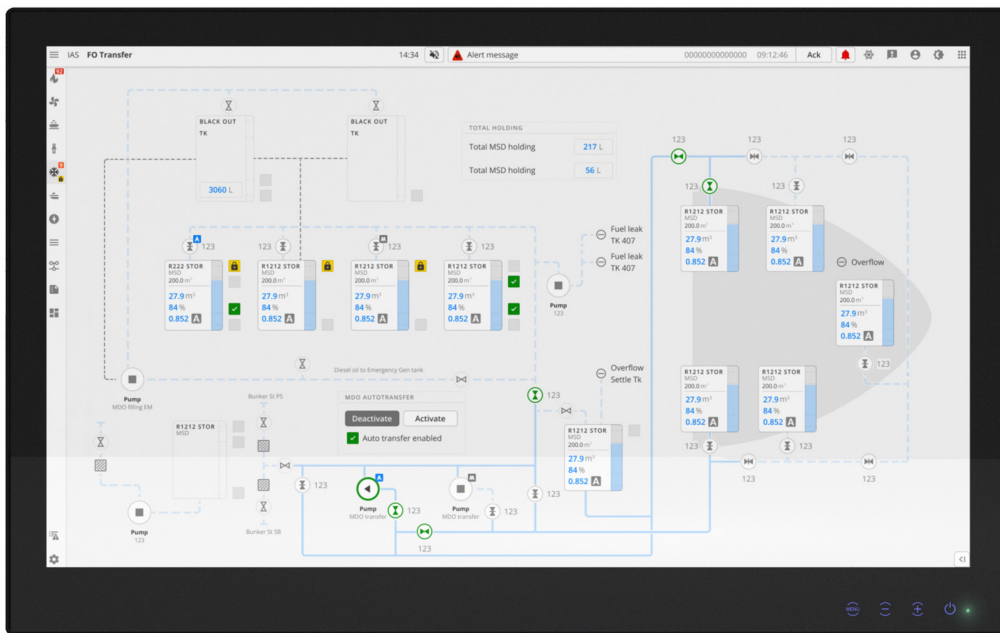 IAS FO Transfer 14:34 Alert message 00000000000000 09:12:46 Ack
92
9
BLACK OUT
TK
3060 L
BLACK OUT
TK
TOTAL HOLDING
Total MSD holding 217 L
Total MSD holding 56 L
A
123
123
M
123
123
R222 STOR
MSD
200.0 m³
27.9 m³
84 %
0.852 A
R1212 STOR
MSD
200.0 m³
27.9 m³
84 %
0.852 A
R1212 STOR
MSD
200.0 m³
27.9 m³
84 %
0.852 A
R1212 STOR
MSD
200.0 m³
27.9 m³
84 %
0.852 A
Fuel leak
TK 407
Fuel leak
TK 407
Pump
123
Pump
MDO filling EM
Diesel oil to Emergency Gen tank
MDO AUTOTRANSFER
Deactivate Activate
Auto transfer enabled
Bunker St PS
R1212 STOR
MSD
Pump
123
Bunker St SB
123
A
Pump
MDO transfer
123
123
M
Pump
MDO transfer
123
123
123
Overflow
Settle Tk
R1212 STOR
MSD
200.0 m³
27.9 m³
84 %
0.852 A
123
123
123
123
123
R1212 STOR
MSD
200.0 m³
27.9 m³
84 %
0.852 A
R1212 STOR
MSD
200.0 m³
27.9 m³
84 %
0.852 A
Overflow
R1212 STOR
MSD
200.0 m³
27.9 m³
84 %
0.852 A
123
R1212 STOR
MSD
200.0 m³
27.9 m³
84 %
0.852 A
R1212 STOR
MSD
200.0 m³
27.9 m³
84 %
0.852 A
123
123
123
123
MENU